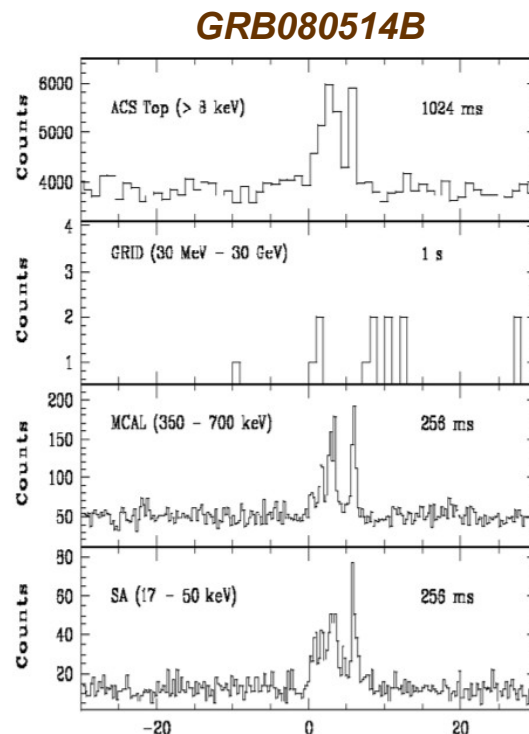 GRB080514B
ACS Top (> 8 keV) 1024 ms
Counts
6000
5000
4000
GRID (30 MeV - 30 GeV) 1 s
Counts
4
3
2
1
MCAL (350 - 700 keV) 256 ms
Counts
200
150
100
50
SA (17 - 50 keV) 256 ms
Counts
80
60
40
20
-20 0 20